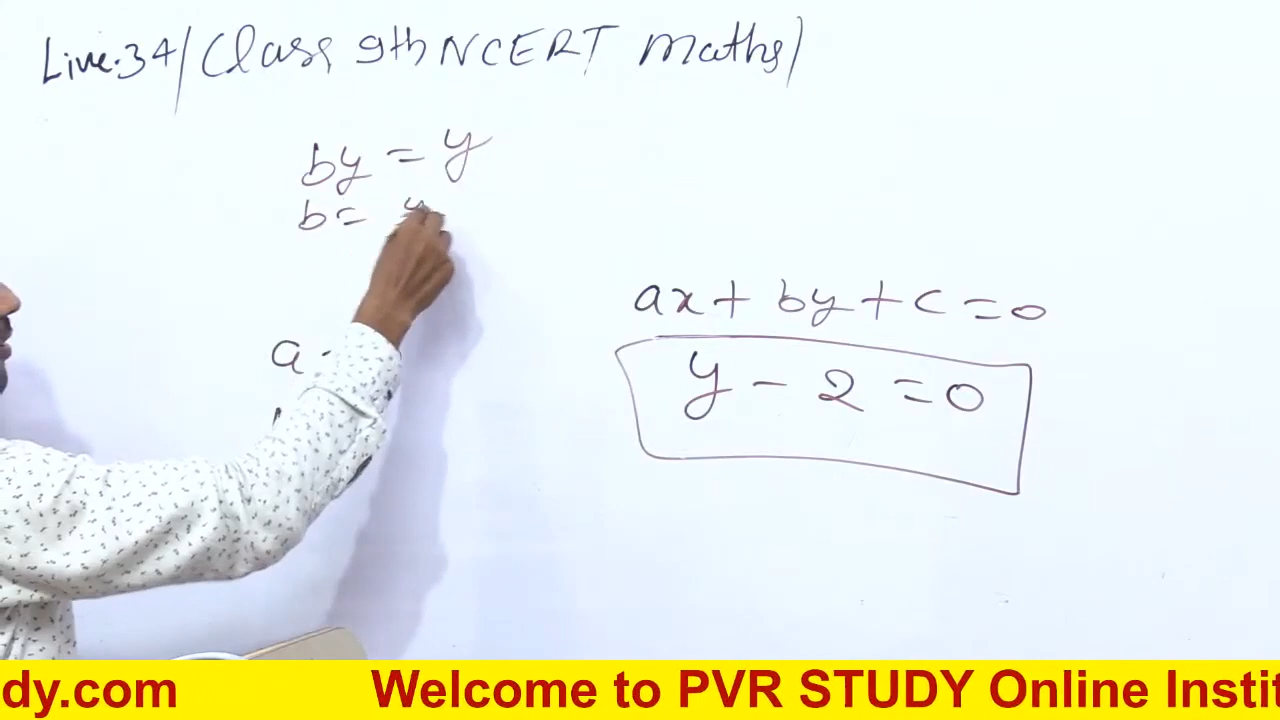 Live.34/Class 9th NCERT Maths/
by = y
b =
ax + by + c = 0
a
y - 2 = 0
dy.com Welcome to PVR STUDY Online Insti